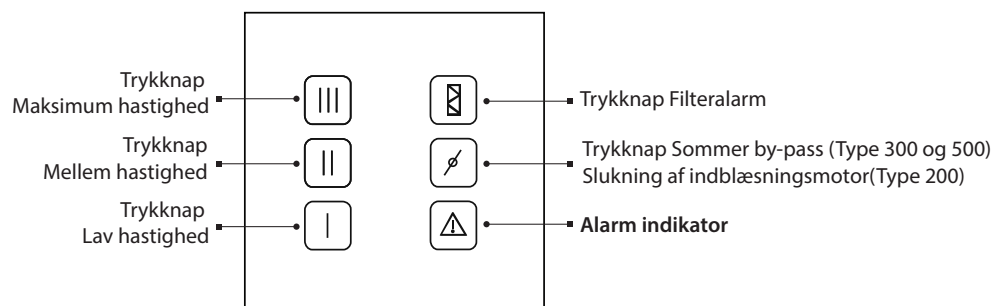 Trykknap
Maksimum hastighed
Trykknap
Mellem hastighed
Trykknap
Lav hastighed
Trykknap Filteralarm
Trykknap Sommer by-pass (Type 300 og 500)
Slukning af indblæsningsmotor(Type 200)
Alarm indikator